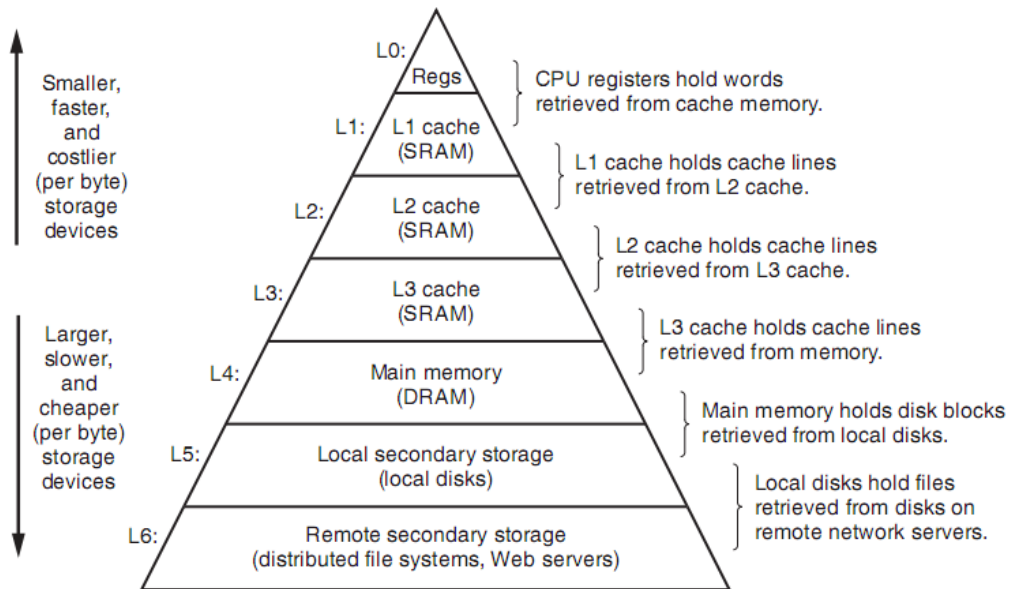 L0:
Regs
CPU registers hold words
retrieved from cache memory.
Smaller,
faster,
and
costlier
(per byte)
storage
devices
L1:
L1 cache
(SRAM)
L1 cache holds cache lines
retrieved from L2 cache.
L2:
L2 cache
(SRAM)
L2 cache holds cache lines
retrieved from L3 cache.
L3:
L3 cache
(SRAM)
L3 cache holds cache lines
retrieved from memory.
Larger,
slower,
and
cheaper
(per byte)
storage
devices
L4:
Main memory
(DRAM)
Main memory holds disk blocks
retrieved from local disks.
L5:
Local secondary storage
(local disks)
Local disks hold files
retrieved from disks on
remote network servers.
L6:
Remote secondary storage
(distributed file systems, Web servers)